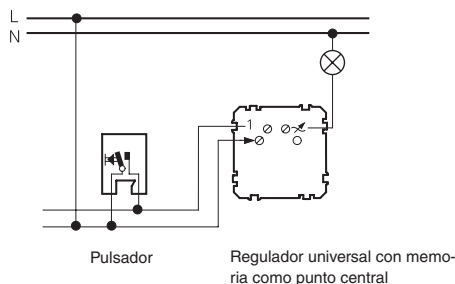 L
N
1
Pulsador
Regulador universal con memo-
ria como punto central